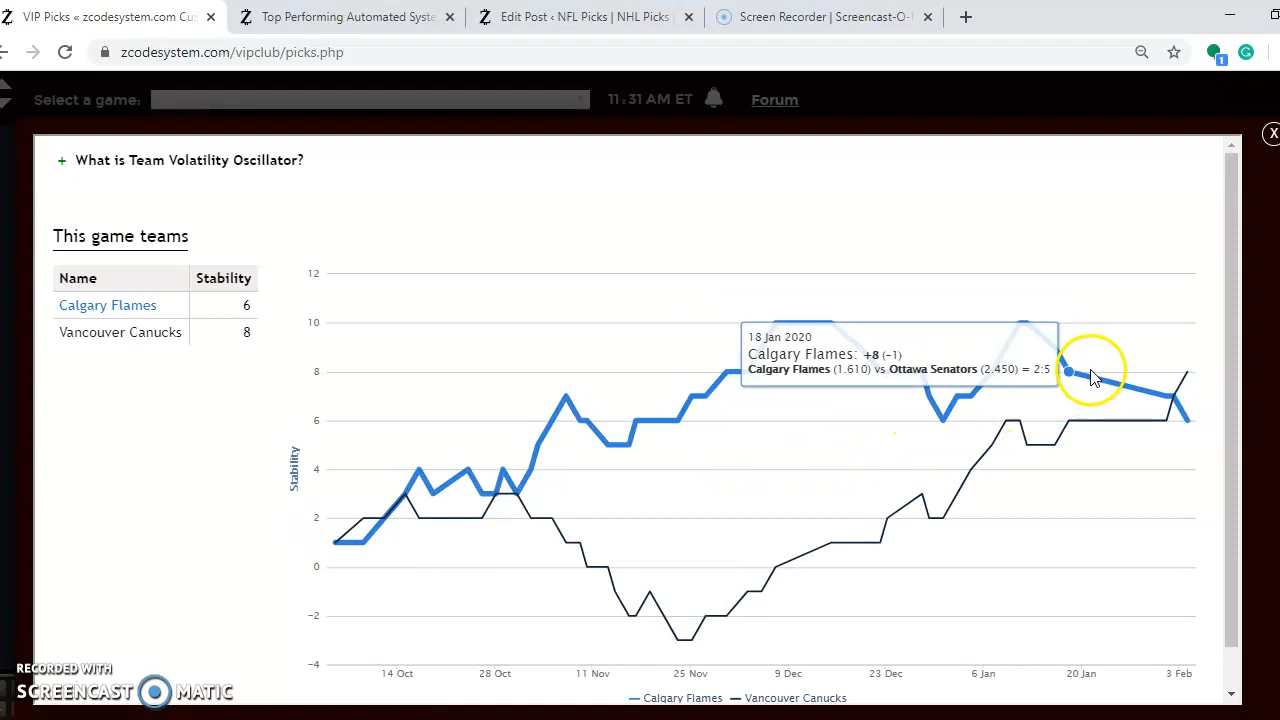 VIP Picks « zcodesystem.com Cus
Top Performing Automated Syste
Edit Post ‹ NFL Picks | NHL Picks |
Screen Recorder | Screencast-O-M
zcodesystem.com/vipclub/picks.php
1
Select a game:
11:31 AM ET
Forum
X
+ What is Team Volatility Oscillator?
This game teams
Name Stability
Calgary Flames 6
Vancouver Canucks 8
Stability
12
10
8
6
4
2
0
−2
−4
18 Jan 2020
Calgary Flames: +8 (−1)
Calgary Flames (1.610) vs Ottawa Senators (2.450) = 2:5
14 Oct 28 Oct 11 Nov 25 Nov 9 Dec 23 Dec 6 Jan 20 Jan 3 Feb
Calgary Flames Vancouver Canucks
RECORDED WITH
SCREENCAST MATIC